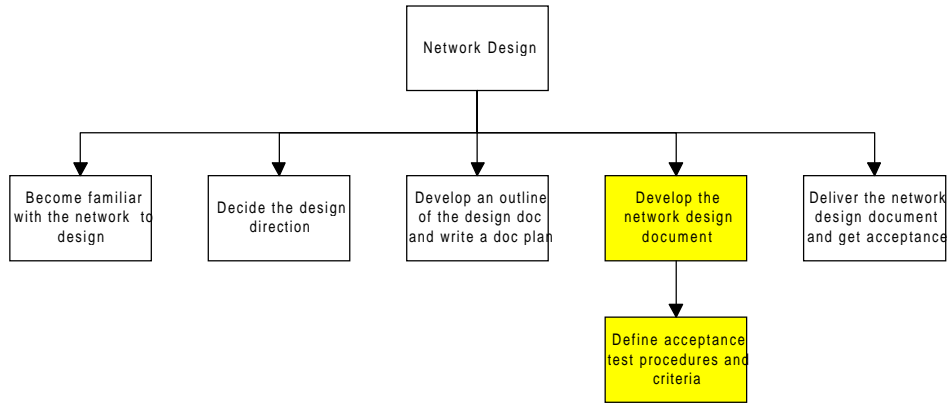 Network Design
Become familiar
with the network to
design
Decide the design
direction
Develop an outline
of the design doc
and write a doc plan
Develop the
network design
document
Deliver the network
design document
and get acceptance
Define acceptance
test procedures and
criteria